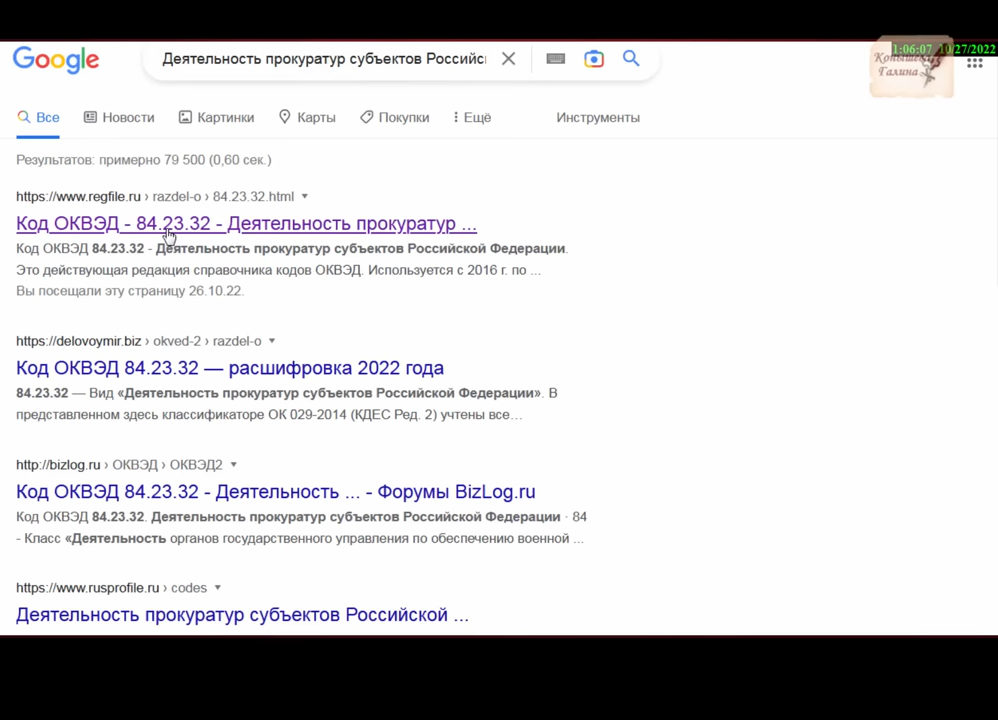 Google
Деятельность прокуратур субъектов Российс
1:06:07 10/27/2022
Копышева
Галина
Все Новости Картинки Карты Покупки Ещё Инструменты
Результатов: примерно 79 500 (0,60 сек.)
https://www.regfile.ru › razdel-o › 84.23.32.html
Код ОКВЭД - 84.23.32 - Деятельность прокуратур ...
Код ОКВЭД 84.23.32 - Деятельность прокуратур субъектов Российской Федерации.
Это действующая редакция справочника кодов ОКВЭД. Используется с 2016 г. по ...
Вы посещали эту страницу 26.10.22.
https://delovoymir.biz › okved-2 › razdel-o
Код ОКВЭД 84.23.32 — расшифровка 2022 года
84.23.32 — Вид «Деятельность прокуратур субъектов Российской Федерации». В
представленном здесь классификаторе ОК 029-2014 (КДЕС Ред. 2) учтены все...
http://bizlog.ru › ОКВЭД › ОКВЭД2
Код ОКВЭД 84.23.32 - Деятельность ... - Форумы BizLog.ru
Код ОКВЭД 84.23.32. Деятельность прокуратур субъектов Российской Федерации · 84
- Класс «Деятельность органов государственного управления по обеспечению военной ...
https://www.rusprofile.ru › codes
Деятельность прокуратур субъектов Российской ...